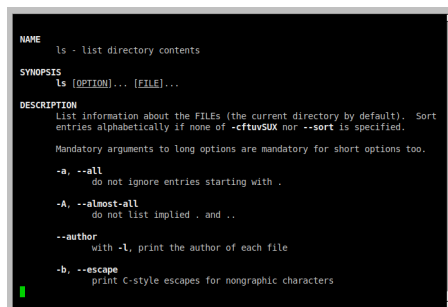 NAME
ls - list directory contents
SYNOPSIS
ls [OPTION]... [FILE]...
DESCRIPTION
List information about the FILEs (the current directory by default).  Sort
entries alphabetically if none of -cftuvSUX nor --sort is specified.
Mandatory arguments to long options are mandatory for short options too.
-a, --all
do not ignore entries starting with .
-A, --almost-all
do not list implied . and ..
--author
with -l, print the author of each file
-b, --escape
print C-style escapes for nongraphic characters